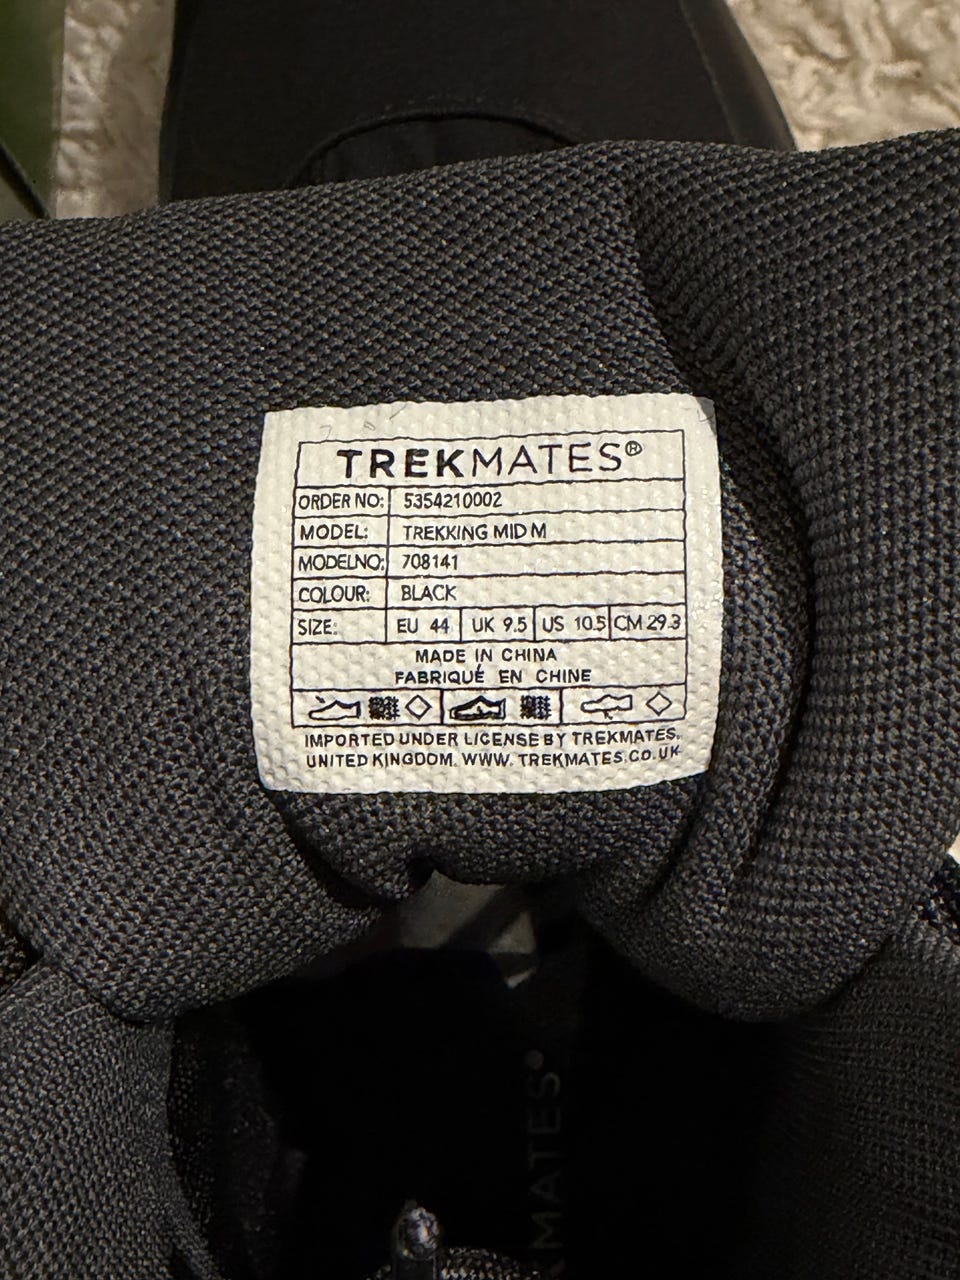 TREKMATES®
ORDER NO: 5354210002
MODEL: TREKKING MID M
MODELNO: 708141
COLOUR: BLACK
SIZE: EU 44 UK 9.5 US 10.5 CM 29.3
MADE IN CHINA
FABRIQUÉ EN CHINE
IMPORTED UNDER LICENSE BY TREKMATES.
UNITED KINGDOM. WWW.TREKMATES.CO.UK
KMATES®